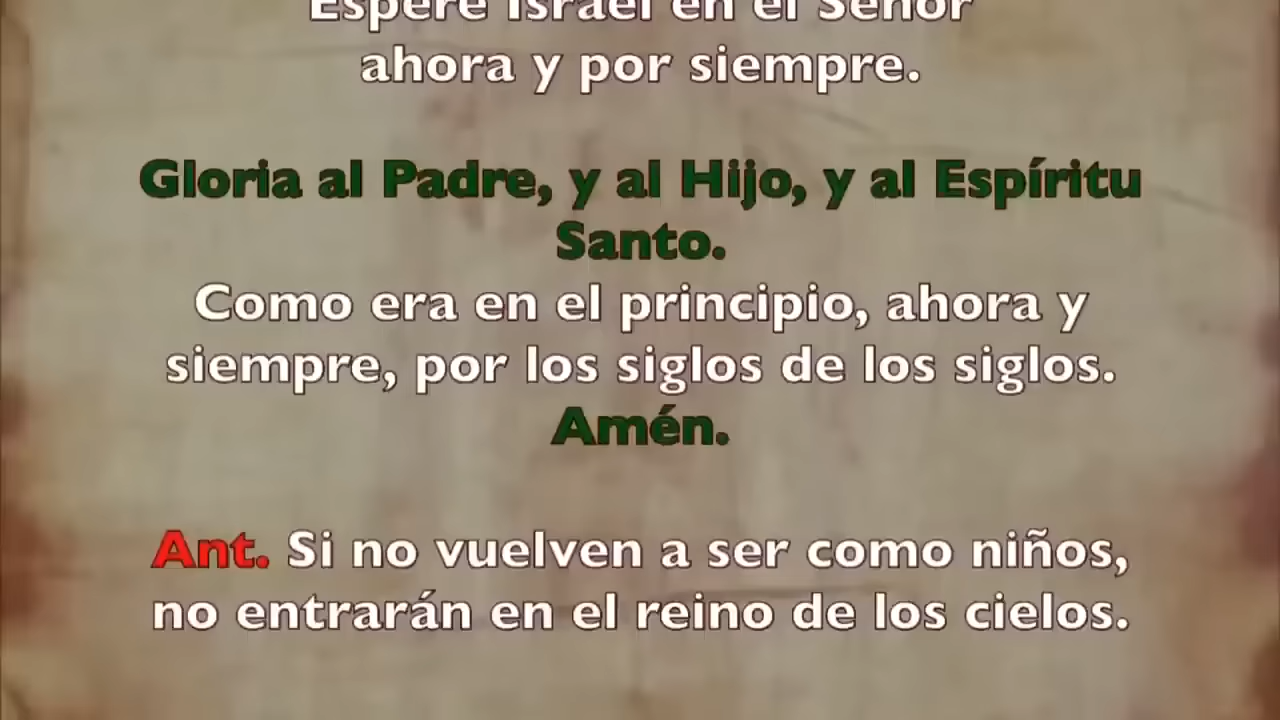 Espere Israel en el Señor
ahora y por siempre.
Gloria al Padre, y al Hijo, y al Espíritu
Santo.
Como era en el principio, ahora y
siempre, por los siglos de los siglos.
Amén.
Ant. Si no vuelven a ser como niños,
no entrarán en el reino de los cielos.